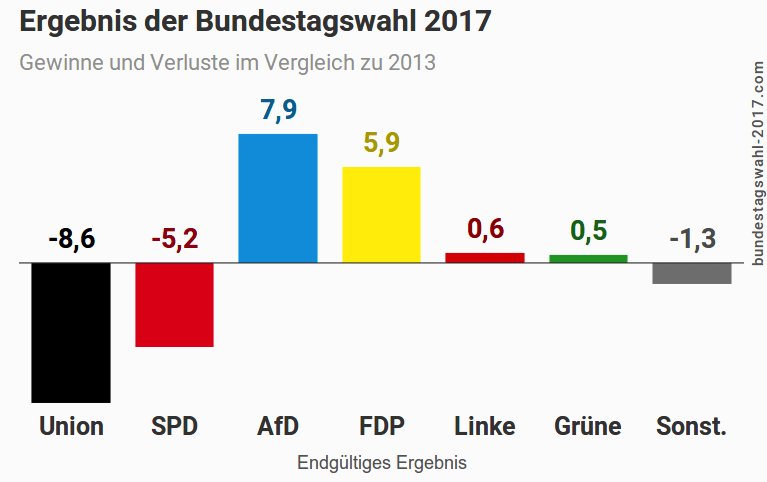 Ergebnis der Bundestagswahl 2017
Gewinne und Verluste im Vergleich zu 2013
bundestagswahl-2017.com
-8,6 -5,2 7,9 5,9 0,6 0,5 -1,3
Union SPD AfD FDP Linke Grüne Sonst.
Endgültiges Ergebnis